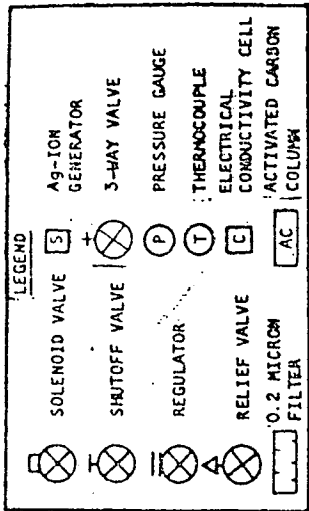 LEGEND
SOLENOID VALVE
SHUTOFF VALVE
REGULATOR
RELIEF VALVE
0.2 MICRON
FILTER
S
Ag-ION
GENERATOR
3-WAY VALVE
P
PRESSURE GAUGE
T
THERMOCOUPLE
C
ELECTRICAL
CONDUCTIVITY CELL
AC
ACTIVATED CARBON
COLUMN